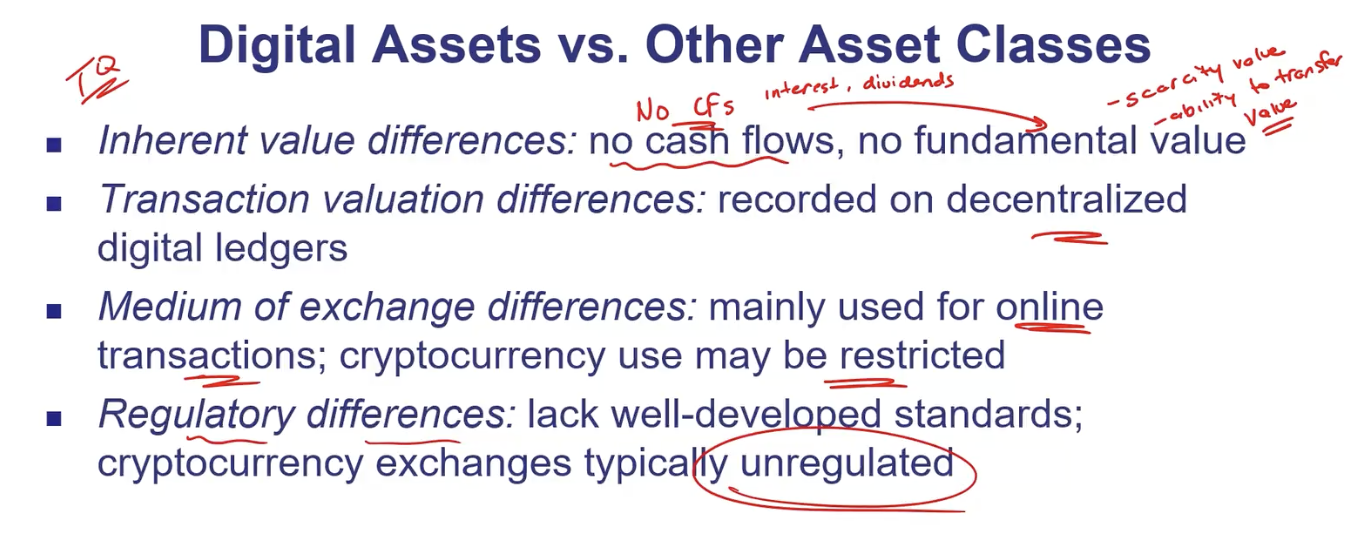 Digital Assets vs. Other Asset Classes
TQ
No CFs
interest, dividends
-scarcity value
-ability to transfer
value
■ Inherent value differences: no cash flows, no fundamental value
■ Transaction valuation differences: recorded on decentralized
digital ledgers
■ Medium of exchange differences: mainly used for online
transactions; cryptocurrency use may be restricted
■ Regulatory differences: lack well-developed standards;
cryptocurrency exchanges typically unregulated